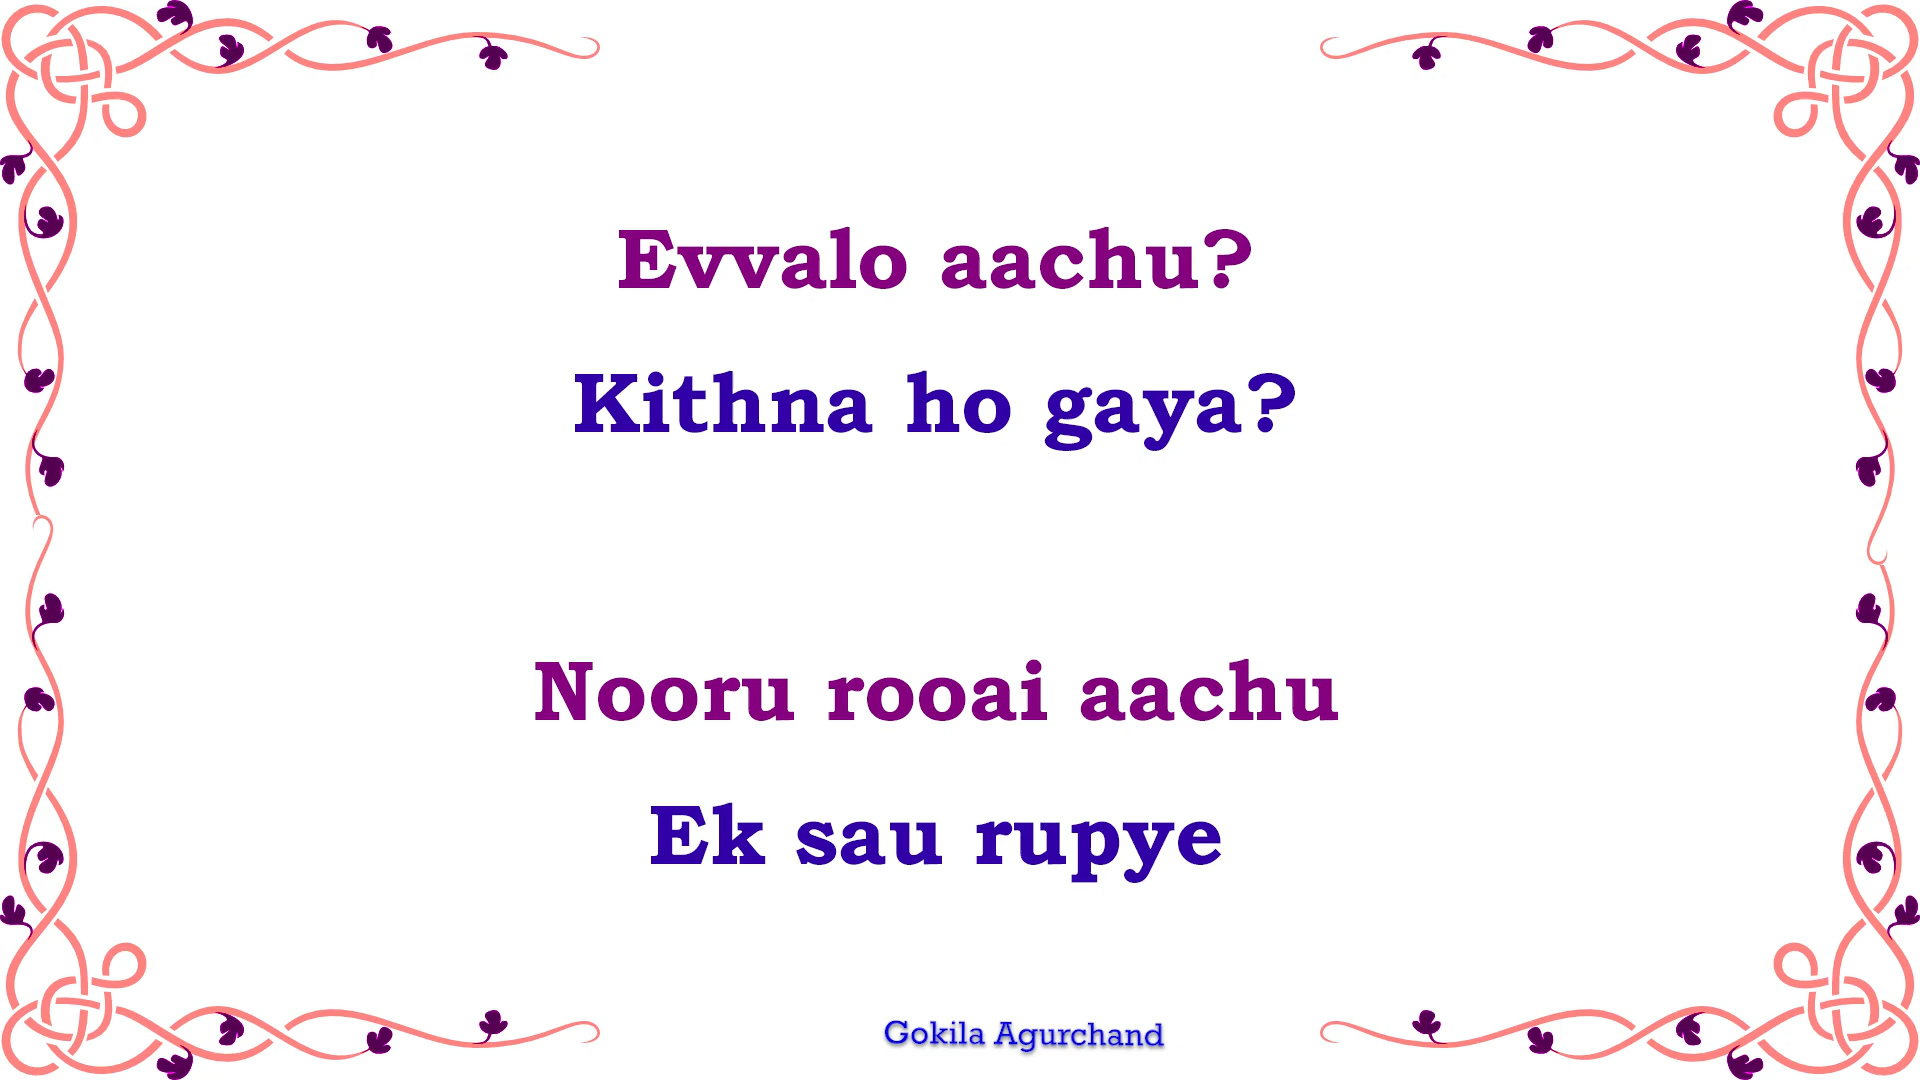 Evvalo aachu?
Kithna ho gaya?
Nooru rooai aachu
Ek sau rupye
Gokila Agurchand